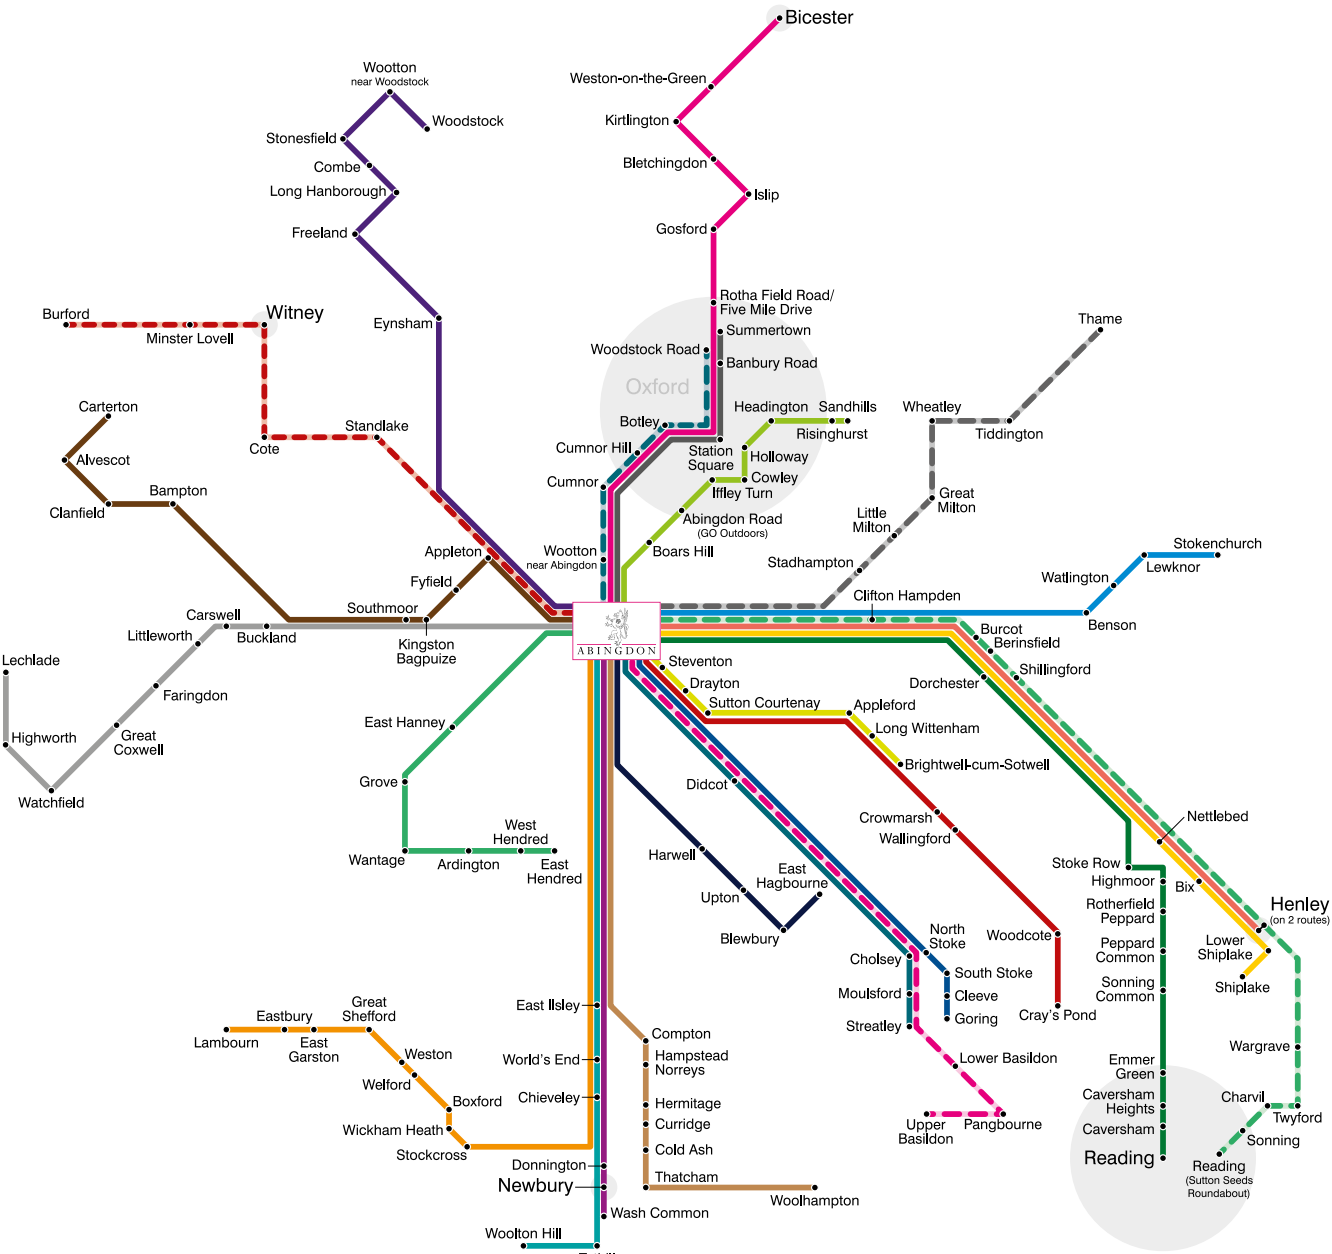 Bicester
Wootton
near Woodstock
Weston-on-the-Green
Woodstock
Kirtlington
Stonesfield
Bletchingdon
Combe
Long Hanborough
Islip
Freeland
Gosford
Rotha Field Road/
Five Mile Drive
Burford
Witney
Eynsham
Summertown
Minster Lovell
Woodstock Road
Banbury Road
Thame
Oxford
Carterton
Standlake
Botley
Headington
Sandhills
Wheatley
Cote
Cumnor Hill
Risinghurst
Tiddington
Alvescot
Station
Square
Holloway
Cumnor
Cowley
Bampton
Iffley Turn
Great
Milton
Clanfield
Abingdon Road
(GO Outdoors)
Little
Milton
Appleton
Wootton
near Abingdon
Boars Hill
Stokenchurch
Stadhampton
Lewknor
Fyfield
Watlington
Clifton Hampden
Southmoor
Carswell
Benson
Buckland
Kingston
Bagpuize
ABINGDON
Burcot
Berinsfield
Littleworth
Lechlade
Steventon
Shillingford
Drayton
Dorchester
Faringdon
Sutton Courtenay
Appleford
East Hanney
Long Wittenham
Highworth
Great
Coxwell
Brightwell-cum-Sotwell
Grove
Didcot
Watchfield
Crowmarsh
Nettlebed
West
Hendred
Wallingford
Wantage
Ardington
East
Hendred
Harwell
Stoke Row
East
Hagbourne
Highmoor
Bix
Upton
Rotherfield
Peppard
Henley
(on 2 routes)
Blewbury
North
Stoke
Woodcote
Peppard
Common
Lower
Shiplake
Cholsey
South Stoke
Shiplake
Moulsford
Cleeve
Sonning
Common
East Ilsley
Great
Shefford
Goring
Cray's Pond
Eastbury
Streatley
Lambourn
East
Garston
Compton
Weston
World's End
Hampstead
Norreys
Lower Basildon
Wargrave
Emmer
Green
Welford
Chieveley
Boxford
Hermitage
Caversham
Heights
Charvil
Wickham Heath
Curridge
Upper
Basildon
Pangbourne
Twyford
Caversham
Stockcross
Cold Ash
Sonning
Donnington
Reading
Reading
(Sutton Seeds
Roundabout)
Newbury
Thatcham
Woolhampton
Wash Common
Woolton Hill